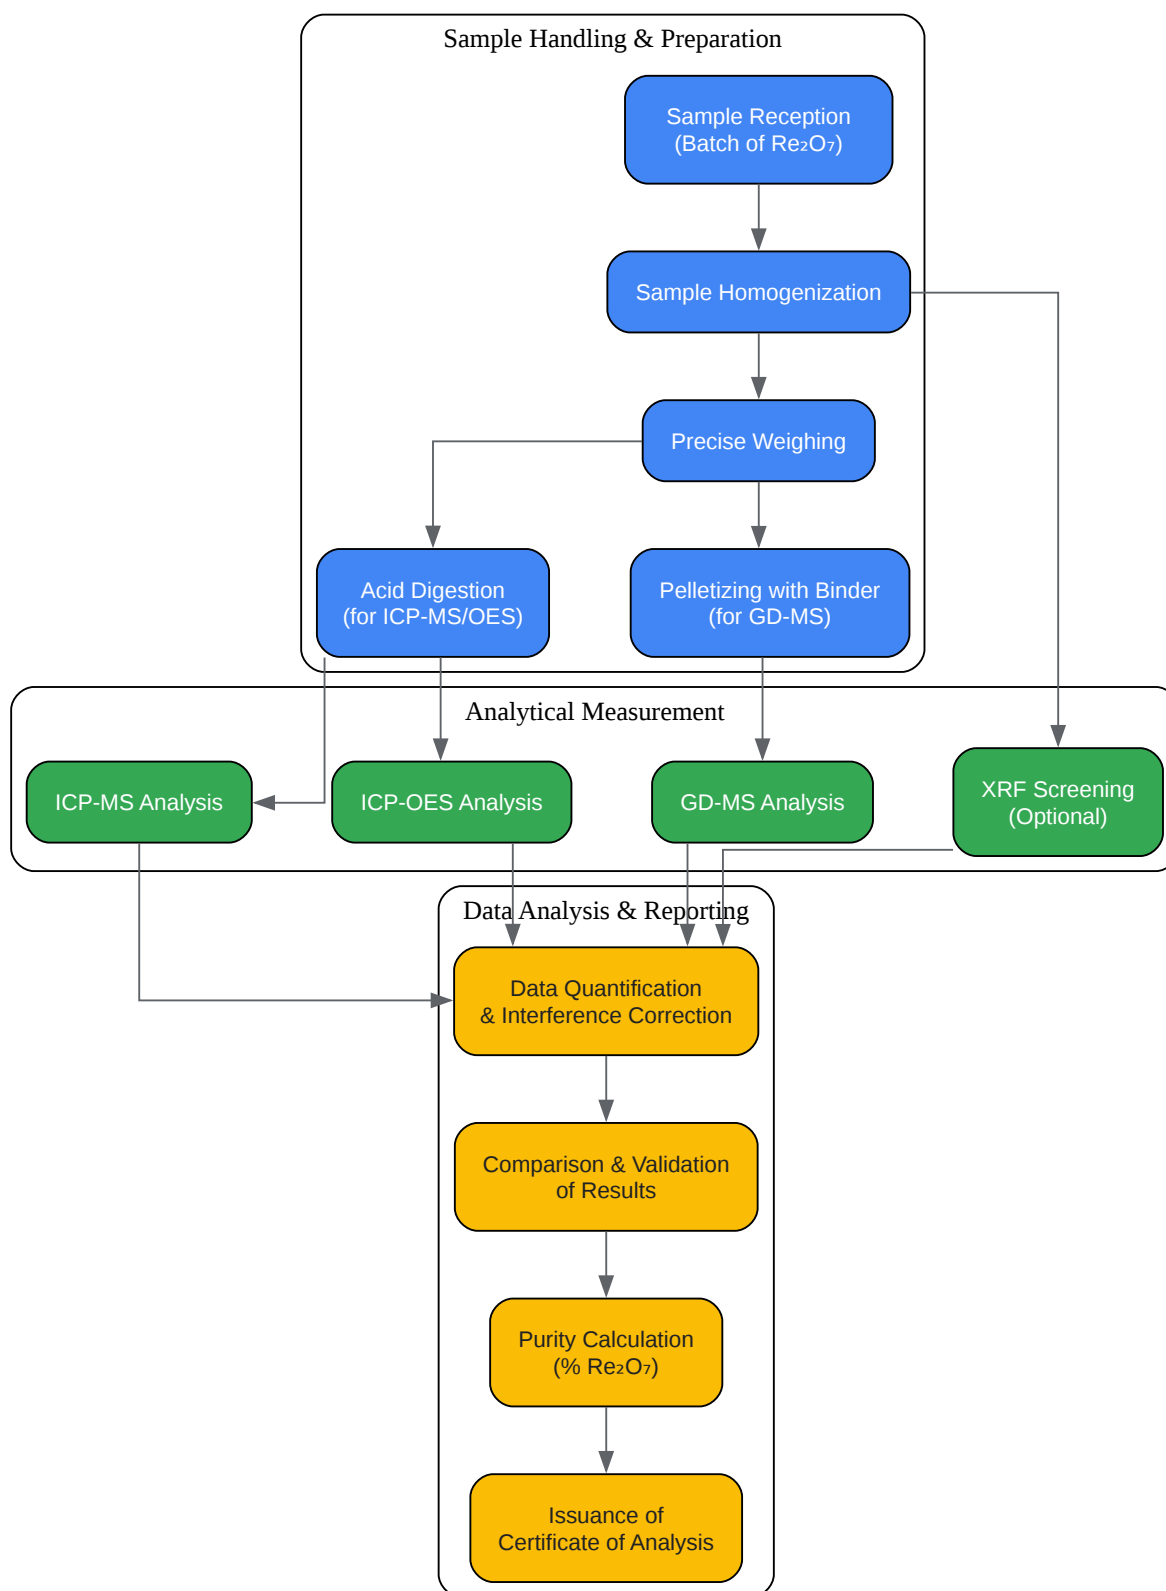 Sample Handling & Preparation
Sample Reception
(Batch of Re₂O₇)
Sample Homogenization
Precise Weighing
Acid Digestion
(for ICP-MS/OES)
Pelletizing with Binder
(for GD-MS)
Analytical Measurement
ICP-MS Analysis
ICP-OES Analysis
GD-MS Analysis
XRF Screening
(Optional)
Data Analysis & Reporting
Data Quantification
& Interference Correction
Comparison & Validation
of Results
Purity Calculation
(% Re₂O₇)
Issuance of
Certificate of Analysis